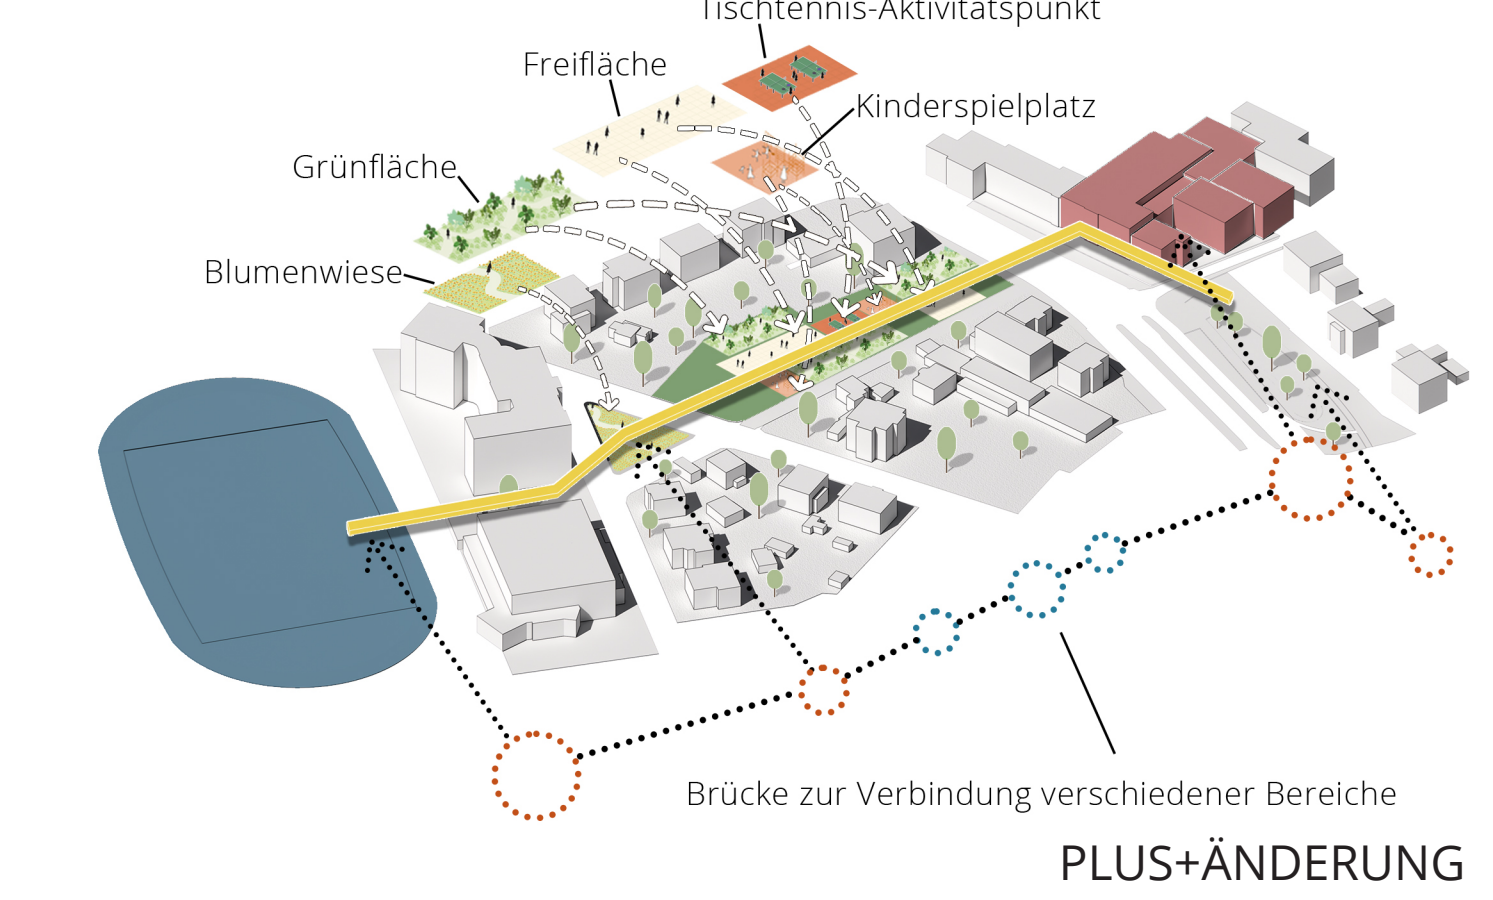 Tischtennis-Aktivitätspunkt
Freifläche
Kinderspielplatz
Grünfläche
Blumenwiese
Brücke zur Verbindung verschiedener Bereiche
PLUS+ÄNDERUNG